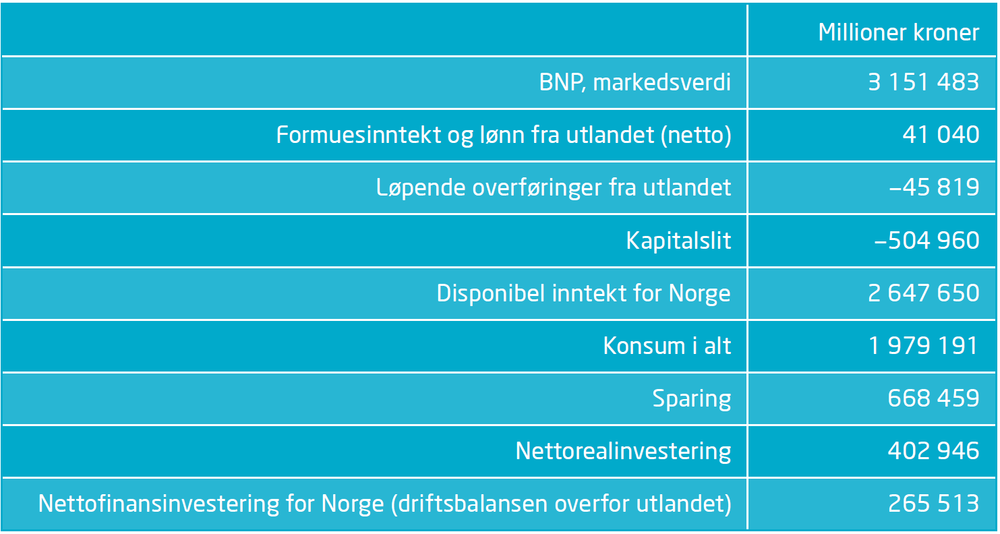 Millioner kroner
BNP, markedsverdi 3 151 483
Formuesinntekt og lønn fra utlandet (netto) 41 040
Løpende overføringer fra utlandet –45 819
Kapitalslit –504 960
Disponibel inntekt for Norge 2 647 650
Konsum i alt 1 979 191
Sparing 668 459
Nettorealinvestering 402 946
Nettofinansinvestering for Norge (driftsbalansen overfor utlandet) 265 513